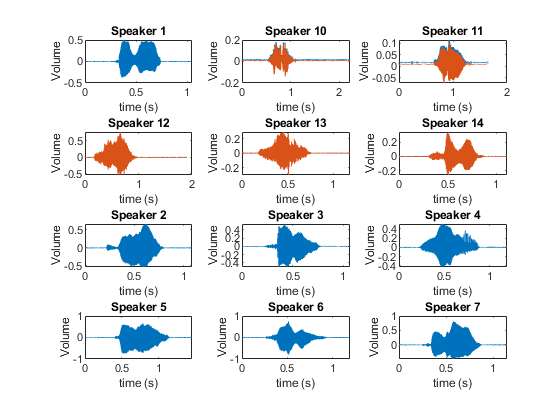 Speaker 1
Volume
0.5
0
-0.5
0
0.5
1
time (s)
Speaker 10
Volume
0.2
0
-0.2
0
1
2
time (s)
Speaker 11
Volume
0.1
0.05
0
-0.05
0
1
2
time (s)
Speaker 12
Volume
0.5
0
-0.5
0
1
2
time (s)
Speaker 13
Volume
0.2
0
-0.2
0
0.5
1
time (s)
Speaker 14
Volume
0.2
0
-0.2
0
0.5
1
time (s)
Speaker 2
Volume
0.5
0
-0.5
0
0.5
1
time (s)
Speaker 3
Volume
0.4
0.2
0
-0.2
-0.4
0
0.5
1
time (s)
Speaker 4
Volume
0.4
0.2
0
-0.2
-0.4
0
0.5
1
time (s)
Speaker 5
Volume
1
0
-1
0
0.5
1
time (s)
Speaker 6
Volume
1
0
-1
0
0.5
1
time (s)
Speaker 7
Volume
1
0
-0.5
0
0.5
1
time (s)